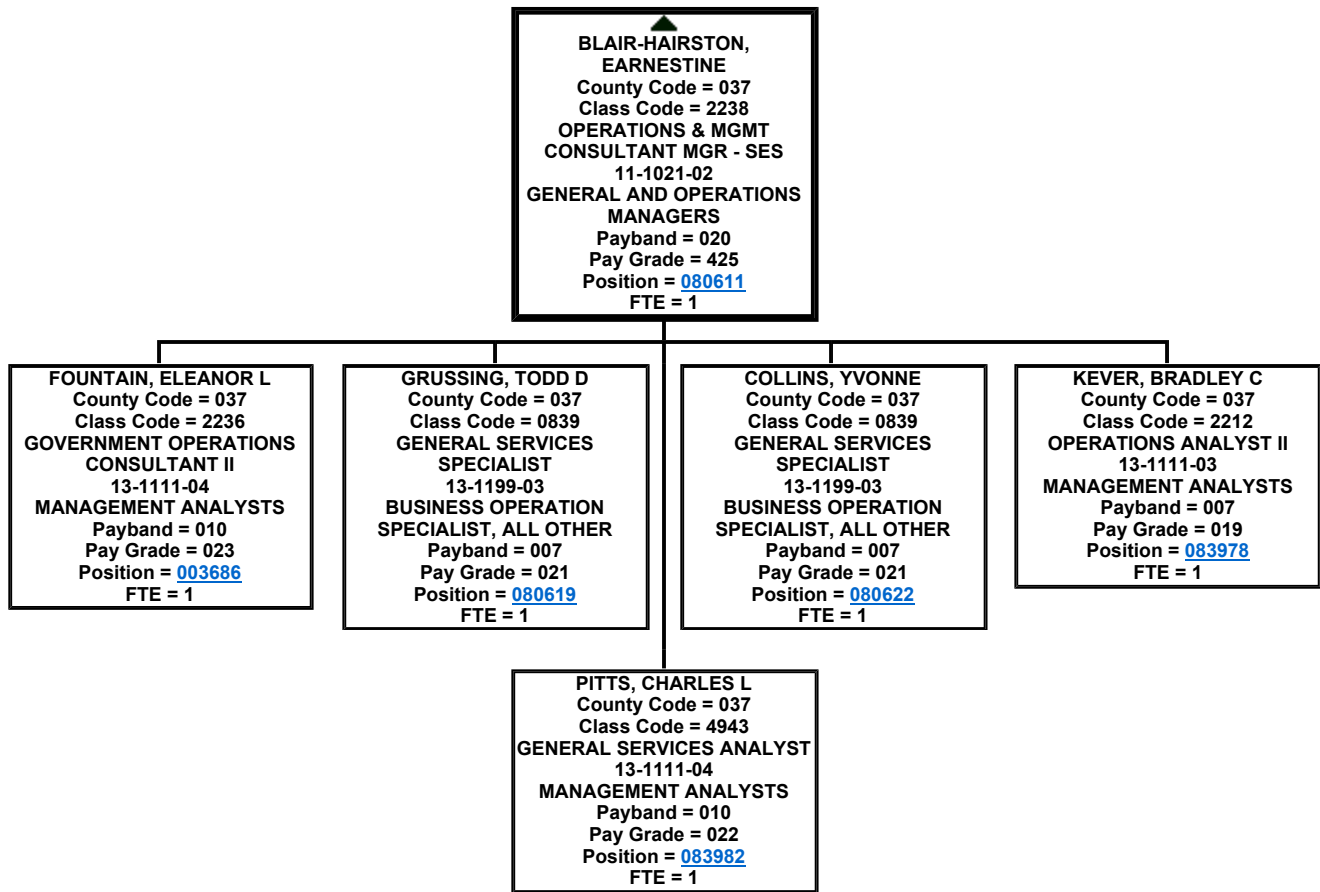 BLAIR-HAIRSTON,
EARNESTINE
County Code = 037
Class Code = 2238
OPERATIONS & MGMT
CONSULTANT MGR - SES
11-1021-02
GENERAL AND OPERATIONS
MANAGERS
Payband = 020
Pay Grade = 425
Position = 080611
FTE = 1
FOUNTAIN, ELEANOR L
County Code = 037
Class Code = 2236
GOVERNMENT OPERATIONS
CONSULTANT II
13-1111-04
MANAGEMENT ANALYSTS
Payband = 010
Pay Grade = 023
Position = 003686
FTE = 1
GRUSSING, TODD D
County Code = 037
Class Code = 0839
GENERAL SERVICES
SPECIALIST
13-1199-03
BUSINESS OPERATION
SPECIALIST, ALL OTHER
Payband = 007
Pay Grade = 021
Position = 080619
FTE = 1
COLLINS, YVONNE
County Code = 037
Class Code = 0839
GENERAL SERVICES
SPECIALIST
13-1199-03
BUSINESS OPERATION
SPECIALIST, ALL OTHER
Payband = 007
Pay Grade = 021
Position = 080622
FTE = 1
KEVER, BRADLEY C
County Code = 037
Class Code = 2212
OPERATIONS ANALYST II
13-1111-03
MANAGEMENT ANALYSTS
Payband = 007
Pay Grade = 019
Position = 083978
FTE = 1
PITTS, CHARLES L
County Code = 037
Class Code = 4943
GENERAL SERVICES ANALYST
13-1111-04
MANAGEMENT ANALYSTS
Payband = 010
Pay Grade = 022
Position = 083982
FTE = 1